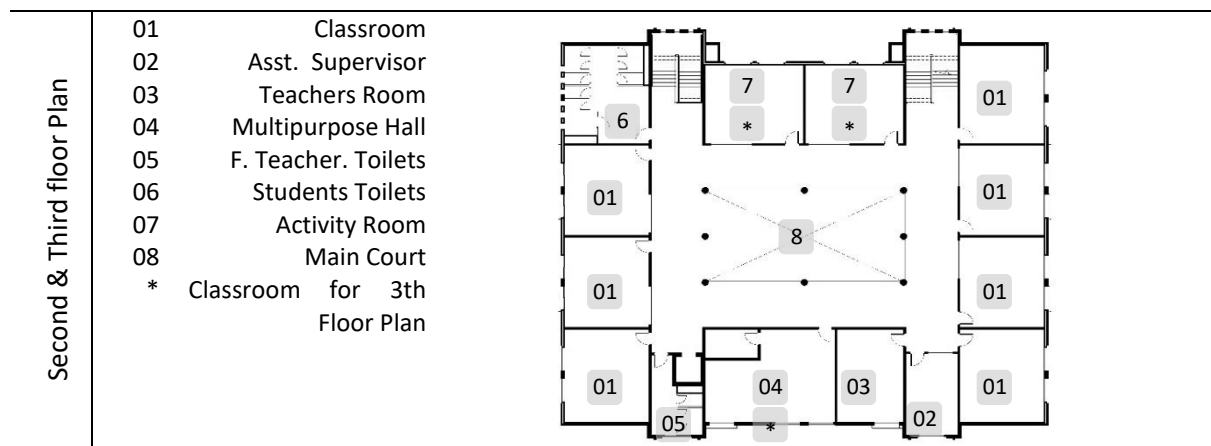 Second & Third floor Plan
01 Classroom
02 Asst. Supervisor
03 Teachers Room
04 Multipurpose Hall
05 F. Teacher. Toilets
06 Students Toilets
07 Activity Room
08 Main Court
* Classroom for 3th
Floor Plan
7 7
* *
01
6
01 01
8
01 01
01 04 03 01
05 * 02